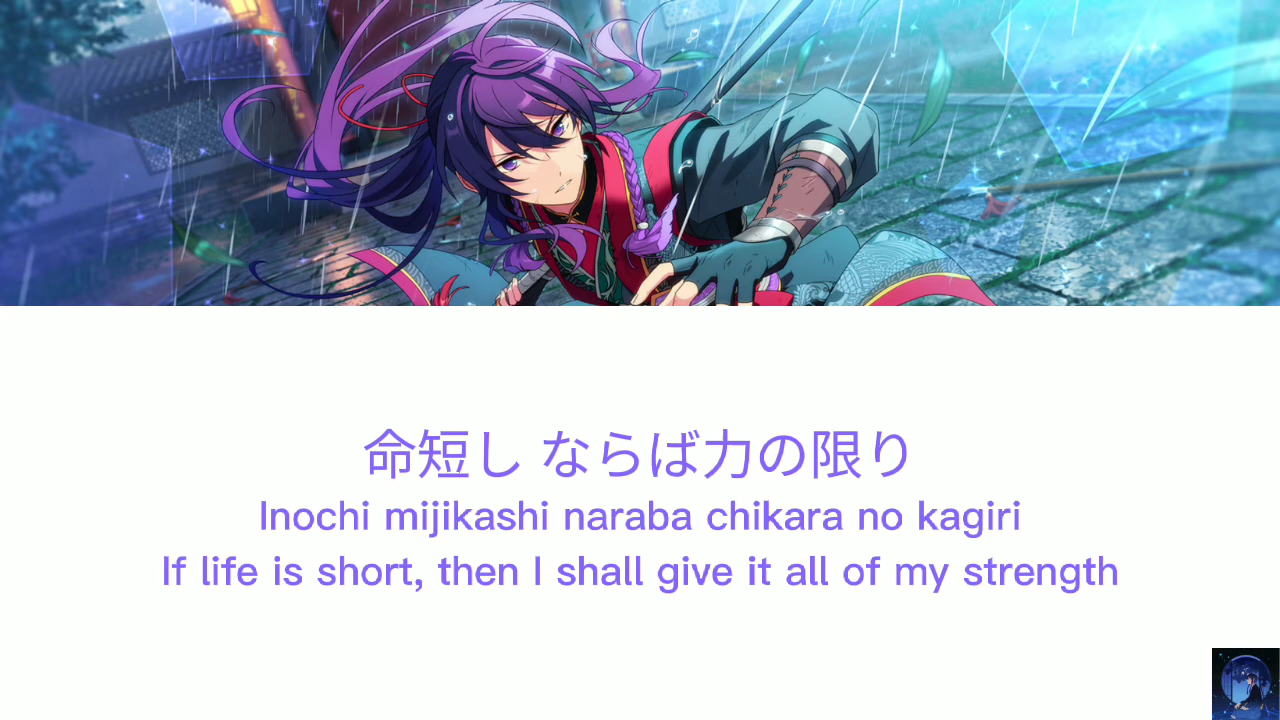 命短し ならば力の限り
Inochi mijikashi naraba chikara no kagiri
If life is short, then I shall give it all of my strength